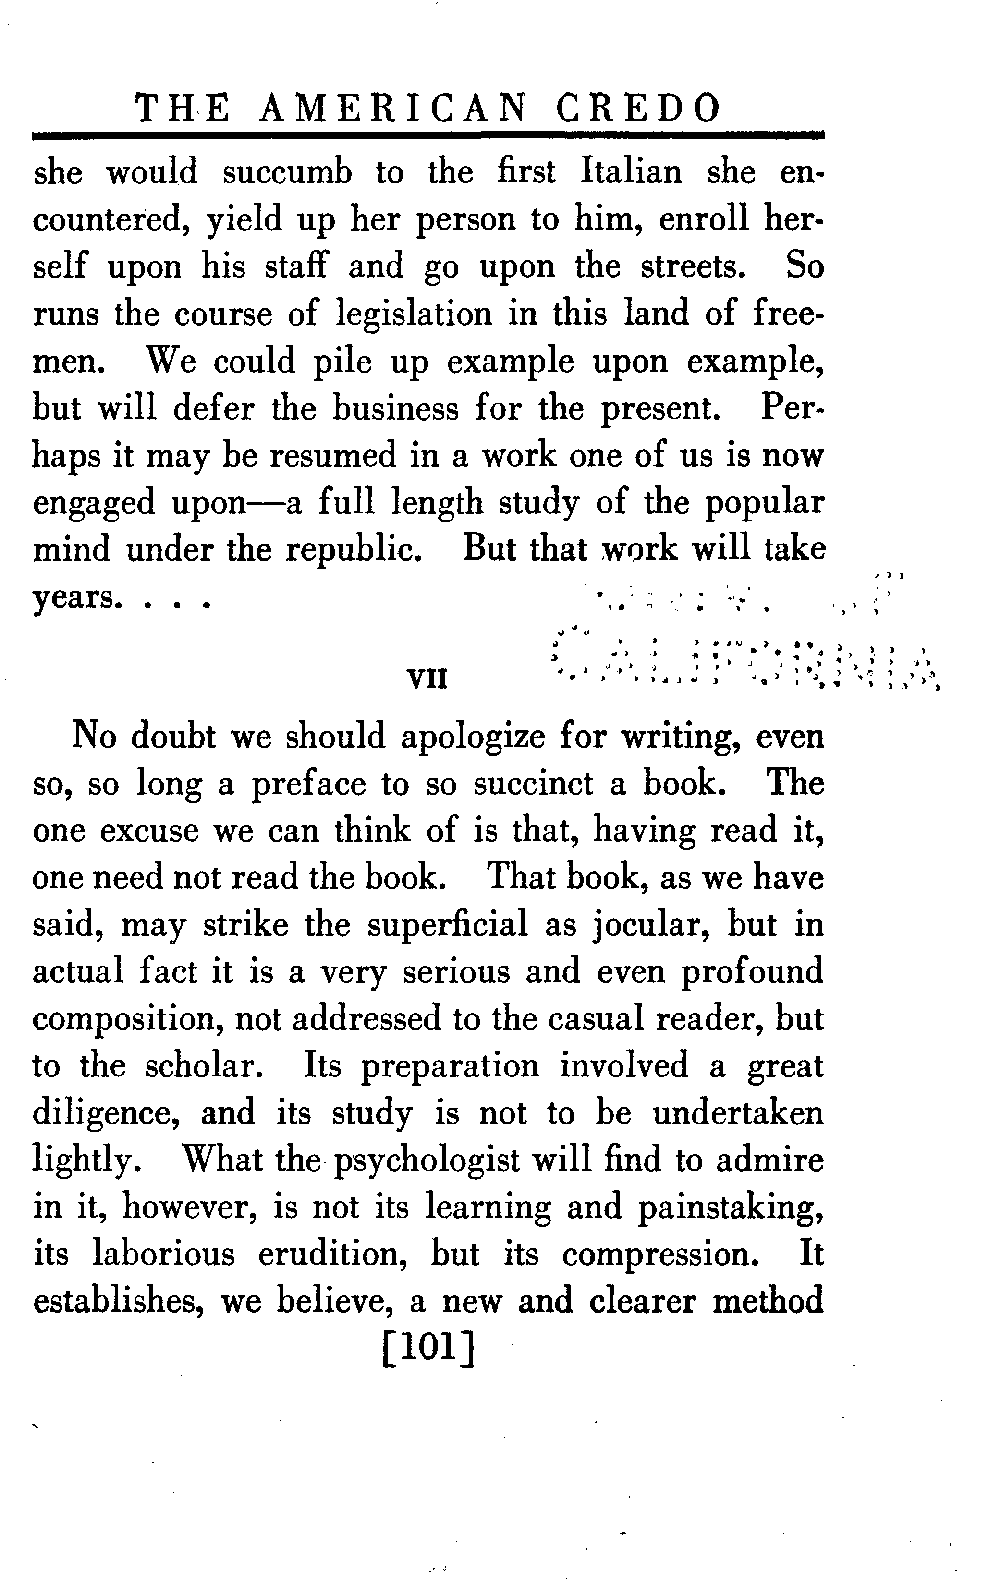 THE AMERICAN CREDO
she would succumb to the first Italian she en-
countered, yield up her person to him, enroll her-
self upon his staff and go upon the streets. So
runs the course of legislation in this land of free-
men. We could pile up example upon example,
but will defer the business for the present. Per-
haps it may be resumed in a work one of us is now
engaged upon—a full length study of the popular
mind under the republic. But that work will take
years. . . .
CALIFORNIA
VII
No doubt we should apologize for writing, even
so, so long a preface to so succinct a book. The
one excuse we can think of is that, having read it,
one need not read the book. That book, as we have
said, may strike the superficial as jocular, but in
actual fact it is a very serious and even profound
composition, not addressed to the casual reader, but
to the scholar. Its preparation involved a great
diligence, and its study is not to be undertaken
lightly. What the psychologist will find to admire
in it, however, is not its learning and painstaking,
its laborious erudition, but its compression. It
establishes, we believe, a new and clearer method
[101]